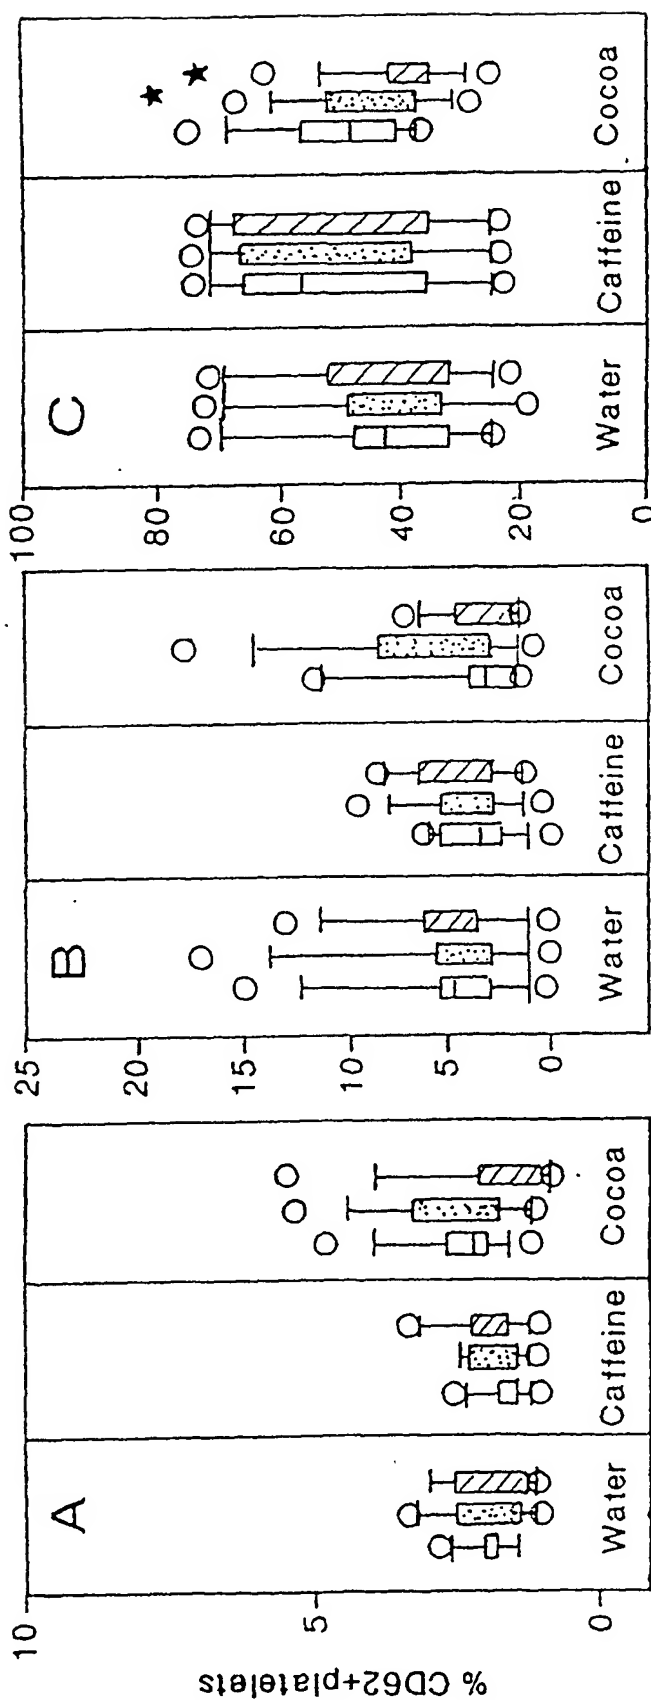 % CD62+platelets
A
10
5
0
Water
Caffeine
Cocoa
B
25
20
15
10
5
0
Water
Caffeine
Cocoa
C
100
80
60
40
20
0
Water
Caffeine
Cocoa